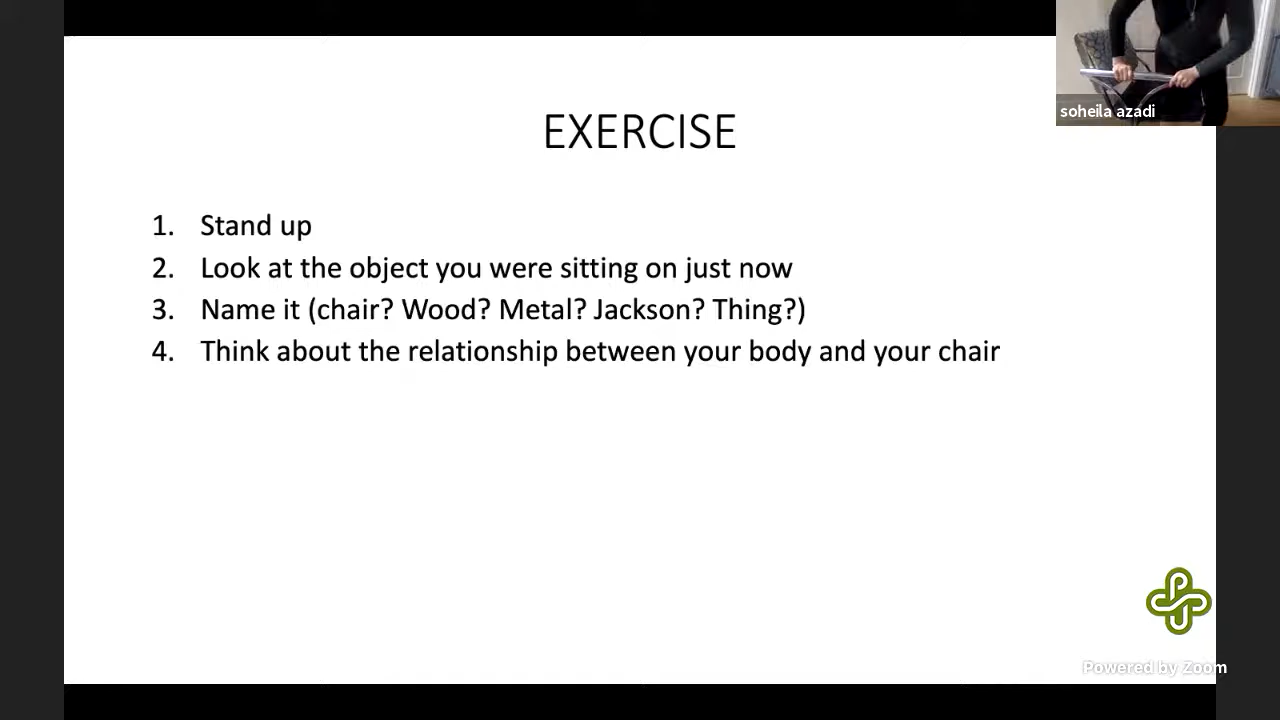 soheila azadi
EXERCISE
1. Stand up
2. Look at the object you were sitting on just now
3. Name it (chair? Wood? Metal? Jackson? Thing?)
4. Think about the relationship between your body and your chair
PSU
Powered by Zoom